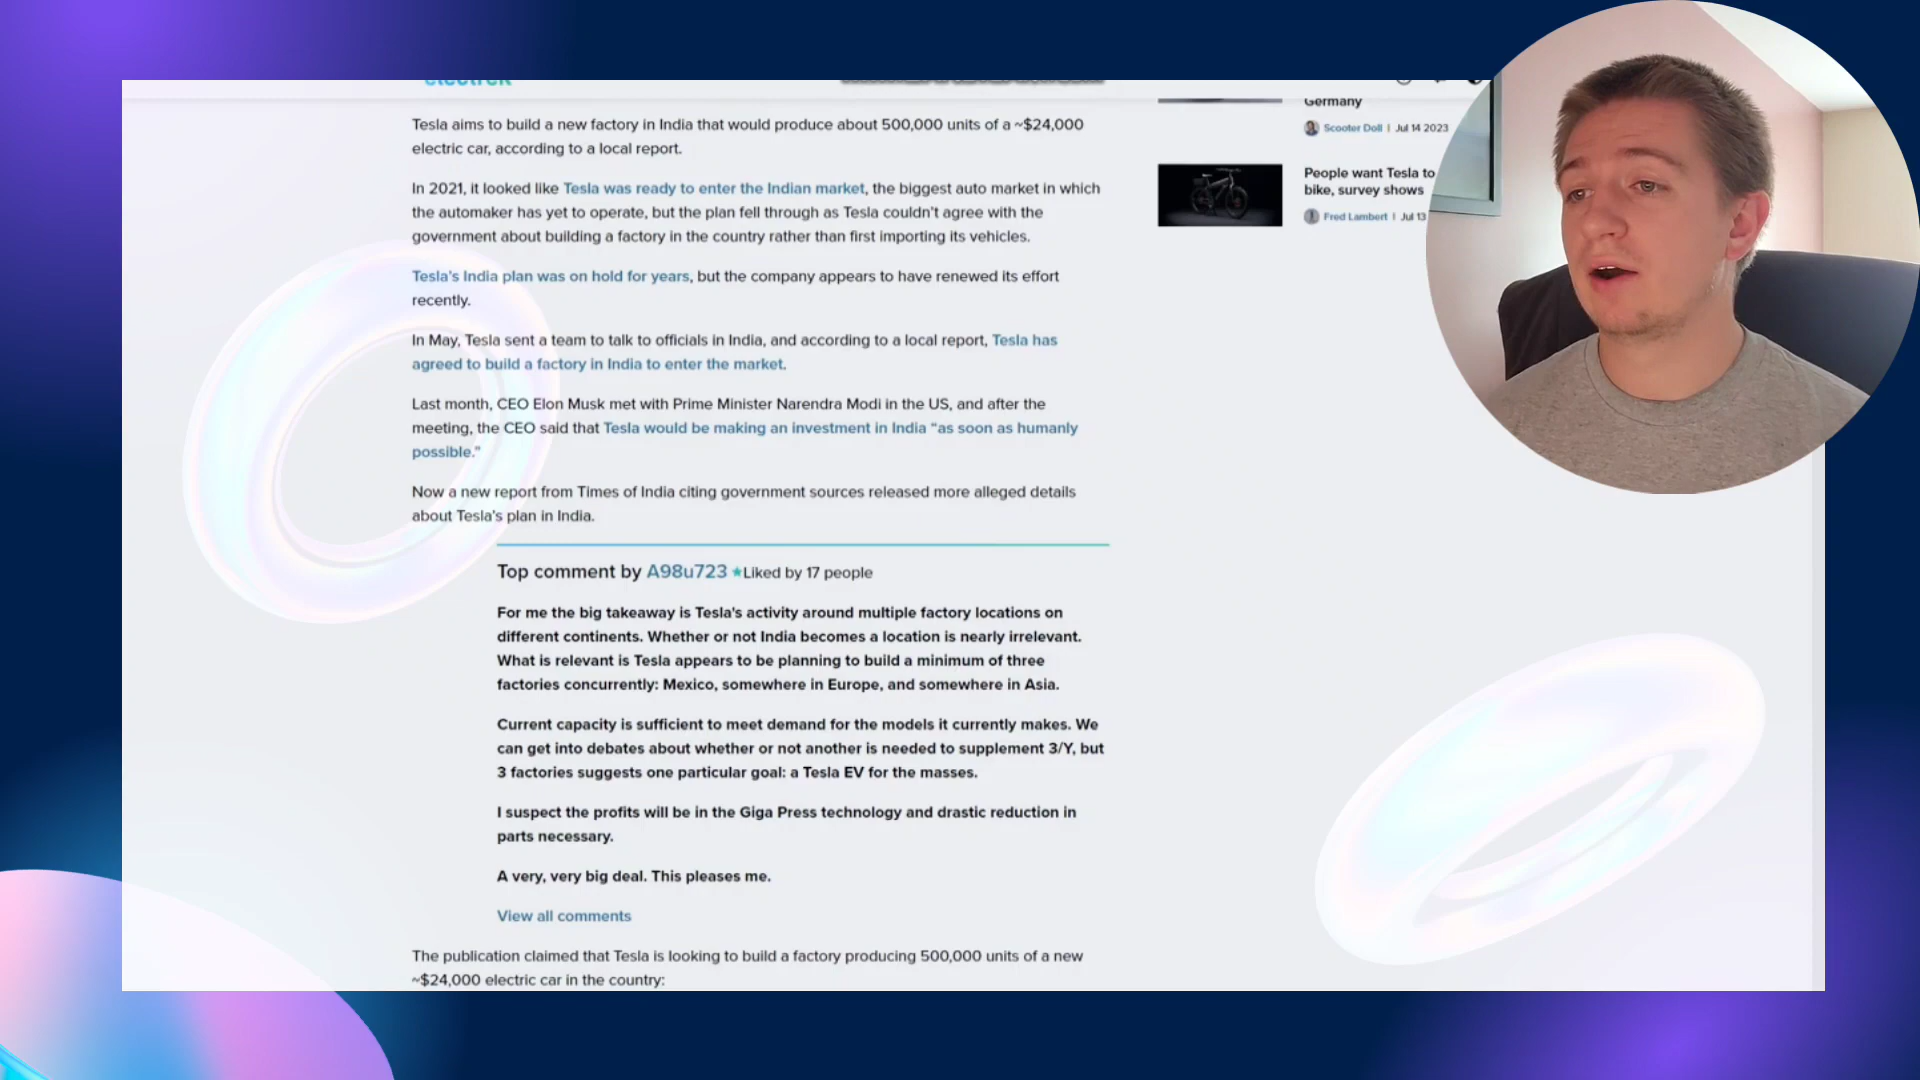 electrek
Tesla aims to build a new factory in India that would produce about 500,000 units of a ~$24,000
electric car, according to a local report.
In 2021, it looked like Tesla was ready to enter the Indian market, the biggest auto market in which
the automaker has yet to operate, but the plan fell through as Tesla couldn't agree with the
government about building a factory in the country rather than first importing its vehicles.
Tesla's India plan was on hold for years, but the company appears to have renewed its effort
recently.
In May, Tesla sent a team to talk to officials in India, and according to a local report, Tesla has
agreed to build a factory in India to enter the market.
Last month, CEO Elon Musk met with Prime Minister Narendra Modi in the US, and after the
meeting, the CEO said that Tesla would be making an investment in India “as soon as humanly
possible.”
Now a new report from Times of India citing government sources released more alleged details
about Tesla's plan in India.
Top comment by A98u723 ★Liked by 17 people
For me the big takeaway is Tesla's activity around multiple factory locations on
different continents. Whether or not India becomes a location is nearly irrelevant.
What is relevant is Tesla appears to be planning to build a minimum of three
factories concurrently: Mexico, somewhere in Europe, and somewhere in Asia.
Current capacity is sufficient to meet demand for the models it currently makes. We
can get into debates about whether or not another is needed to supplement 3/Y, but
3 factories suggests one particular goal: a Tesla EV for the masses.
I suspect the profits will be in the Giga Press technology and drastic reduction in
parts necessary.
A very, very big deal. This pleases me.
View all comments
The publication claimed that Tesla is looking to build a factory producing 500,000 units of a new
~$24,000 electric car in the country:
Germany
Scooter Doll | Jul 14 2023
People want Tesla to
bike, survey shows
Fred Lambert | Jul 13